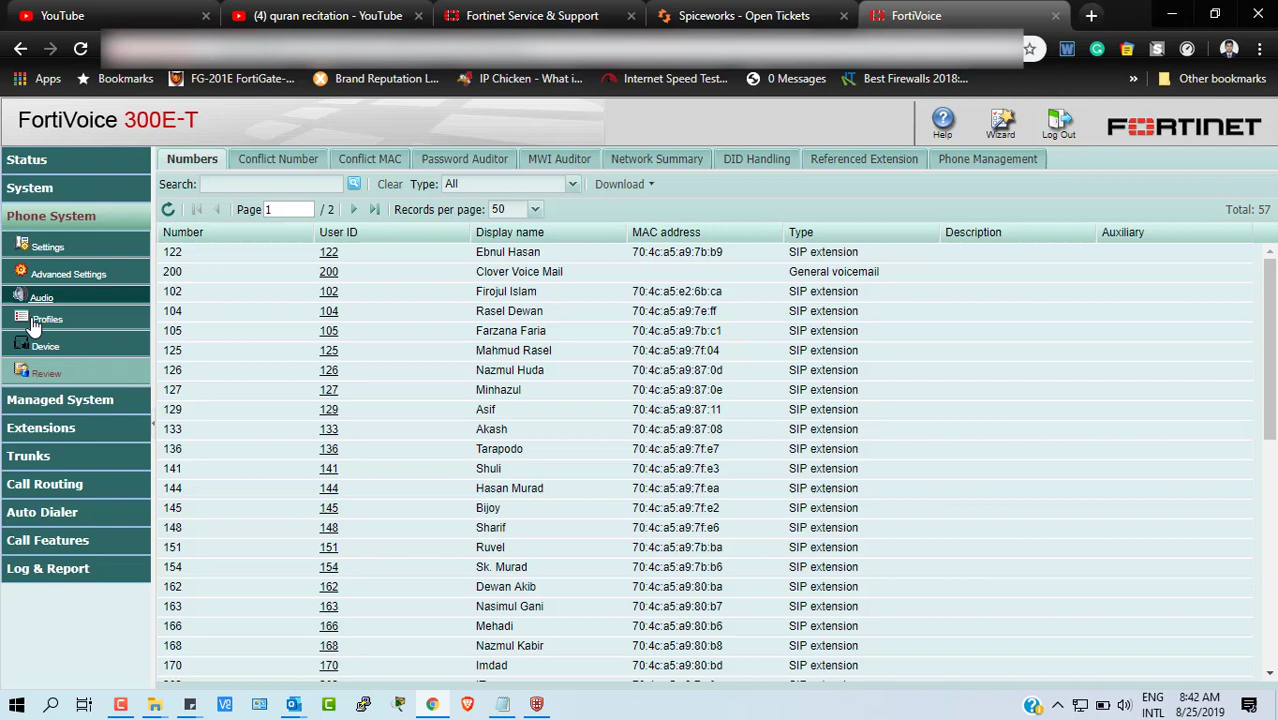 YouTube
(4) quran recitation - YouTube
Fortinet Service & Support
Spiceworks - Open Tickets
FortiVoice
Apps
Bookmarks
FG-201E FortiGate-...
Brand Reputation L...
IP Chicken - What i...
Internet Speed Test...
0 Messages
Best Firewalls 2018:...
Other bookmarks
FortiVoice 300E-T
Help
Wizard
Log Out
FORTINET
Status
System
Phone System
Settings
Advanced Settings
Audio
Profiles
Device
Review
Managed System
Extensions
Trunks
Call Routing
Auto Dialer
Call Features
Log & Report
Numbers Conflict Number Conflict MAC Password Auditor MWI Auditor Network Summary DID Handling Referenced Extension Phone Management
Search: Clear Type: All Download
Page 1 / 2 Records per page: 50 Total: 57
Number User ID Display name MAC address Type Description Auxiliary
122 122 Ebnul Hasan 70:4c:a5:a9:7b:b9 SIP extension
200 200 Clover Voice Mail General voicemail
102 102 Firojul Islam 70:4c:a5:e2:6b:ca SIP extension
104 104 Rasel Dewan 70:4c:a5:a9:7e:ff SIP extension
105 105 Farzana Faria 70:4c:a5:a9:7b:c1 SIP extension
125 125 Mahmud Rasel 70:4c:a5:a9:7f:04 SIP extension
126 126 Nazmul Huda 70:4c:a5:a9:87:0d SIP extension
127 127 Minhazul 70:4c:a5:a9:87:0e SIP extension
129 129 Asif 70:4c:a5:a9:87:11 SIP extension
133 133 Akash 70:4c:a5:a9:87:08 SIP extension
136 136 Tarapodo 70:4c:a5:a9:7f:e7 SIP extension
141 141 Shuli 70:4c:a5:a9:7f:e3 SIP extension
144 144 Hasan Murad 70:4c:a5:a9:7f:ea SIP extension
145 145 Bijoy 70:4c:a5:a9:7f:e2 SIP extension
148 148 Sharif 70:4c:a5:a9:7f:e6 SIP extension
151 151 Ruvel 70:4c:a5:a9:7b:ba SIP extension
154 154 Sk. Murad 70:4c:a5:a9:7b:b6 SIP extension
162 162 Dewan Akib 70:4c:a5:a9:80:ba SIP extension
163 163 Nasimul Gani 70:4c:a5:a9:80:b7 SIP extension
166 166 Mehadi 70:4c:a5:a9:80:b6 SIP extension
168 168 Nazmul Kabir 70:4c:a5:a9:80:be SIP extension
170 170 Imdad 70:4c:a5:a9:80:bd SIP extension
ENG
INTL
8:42 AM
8/25/2019